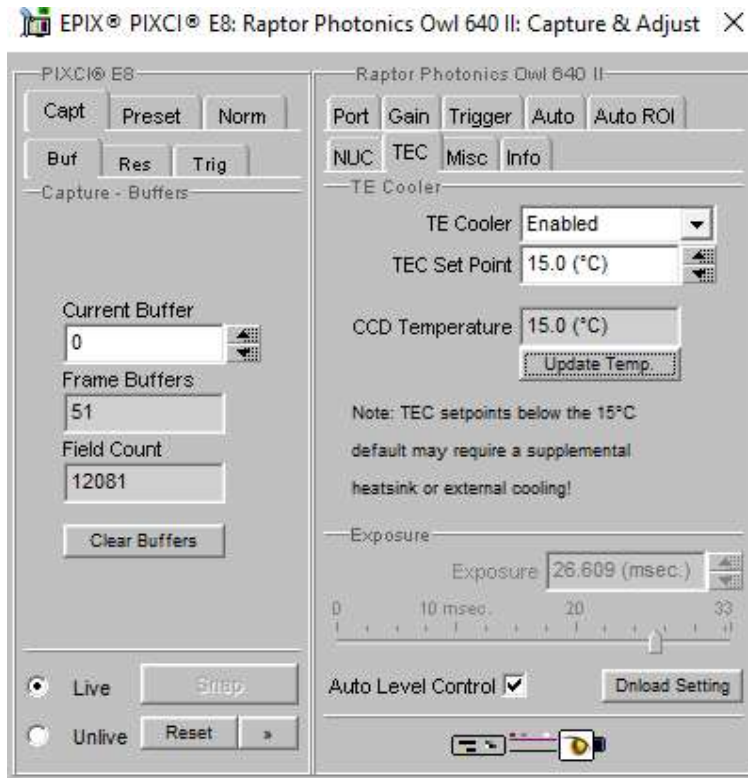 EPIX® PIXCI® E8: Raptor Photonics Owl 640 II: Capture & Adjust
PIXCI® E8
Capt Preset Norm
Buf Res Trig
Capture - Buffers
Current Buffer
0
Frame Buffers
51
Field Count
12081
Clear Buffers
Live Snap
Unlive Reset »
Raptor Photonics Owl 640 II
Port Gain Trigger Auto Auto ROI
NUC TEC Misc Info
TE Cooler
TE Cooler Enabled
TEC Set Point 15.0 (°C)
CCD Temperature 15.0 (°C)
Update Temp.
Note: TEC setpoints below the 15°C
default may require a supplemental
heatsink or external cooling!
Exposure
Exposure 26.609 (msec.)
0 10 msec. 20 33
Auto Level Control Dnload Setting